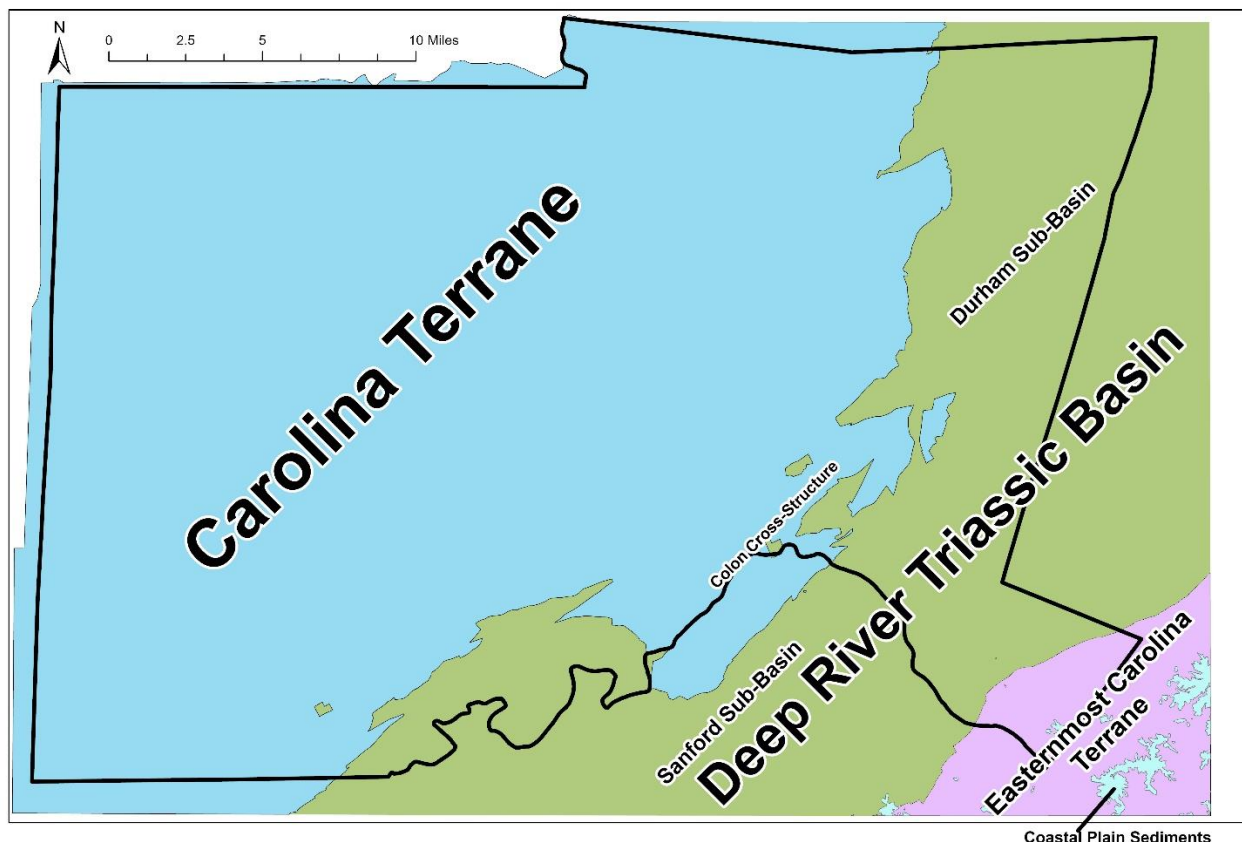 N
0 2.5 5 10 Miles
Carolina Terrane
Durham Sub-Basin
Colon Cross-Structure
Deep River Triassic Basin
Sanford Sub-Basin
Easternmost Carolina
Terrane
Coastal Plain Sediments